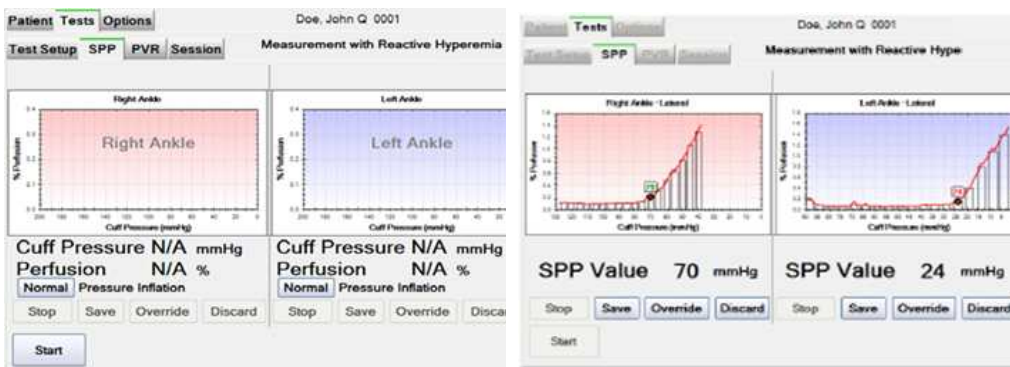 Patient Tests Options
Doe, John Q 0001
Test Setup SPP PVR Session
Measurement with Reactive Hyperemia
Right Ankle
Left Ankle
Right Ankle
Left Ankle
% Perfusion
% Perfusion
Cuff Pressure (mmHg)
Cuff Pressure (mmHg)
Cuff Pressure N/A mmHg
Cuff Pressure N/A mmHg
Perfusion N/A %
Perfusion N/A %
Normal Pressure Inflation
Normal Pressure Inflation
Stop Save Override Discard
Stop Save Override Disca
Start
Patient Tests Options
Doe, John Q 0001
Test Setup SPP PVR Session
Measurement with Reactive Hype
Right Ankle - Lateral
Left Ankle - Lateral
% Perfusion
% Perfusion
Cuff Pressure (mmHg)
Cuff Pressure (mmHg)
SPP Value 70 mmHg
SPP Value 24 mmHg
Stop Save Override Discard
Stop Save Override Discard
Start